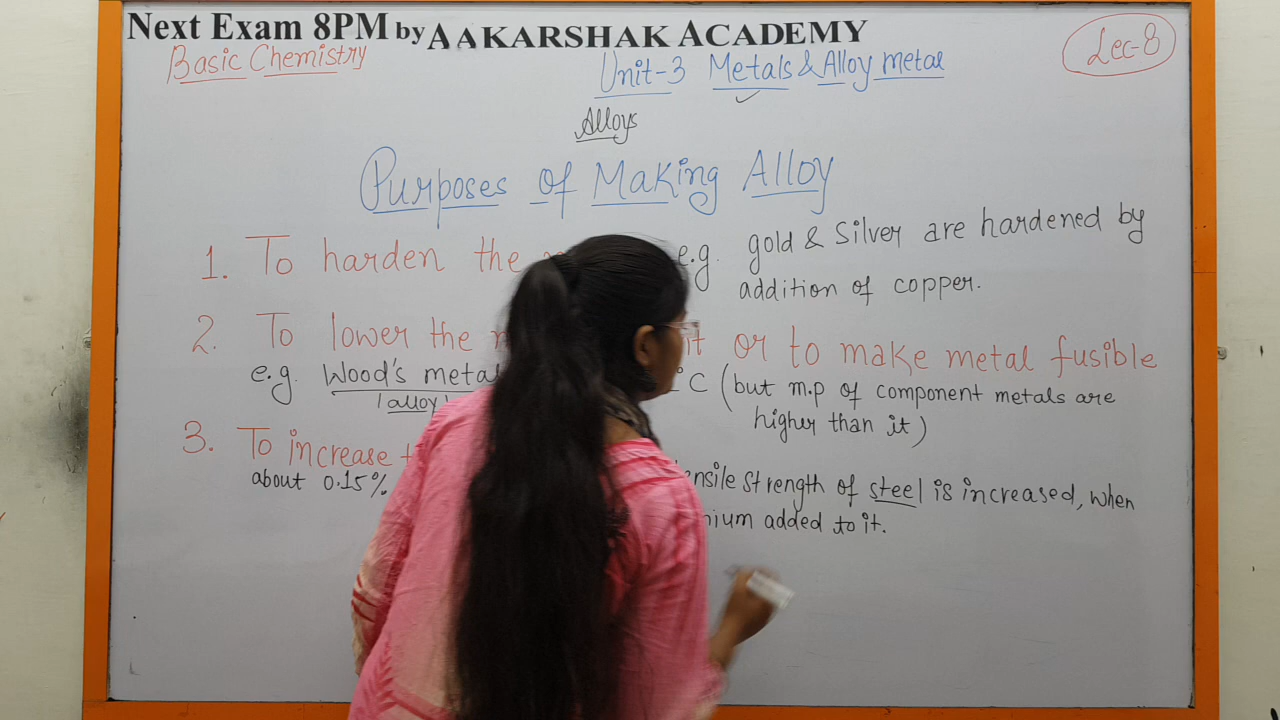 Next Exam 8PM by AAKARSHAK ACADEMY
Basic Chemistry
Unit-3 Metals & Alloy metal
Lec-8
Alloys
Purposes of Making Alloy
1. To harden the e.g. gold & Silver are hardened by
addition of copper.
2. To lower the or to make metal fusible
e.g. Wood's metal °C (but m.p of component metals are
(alloy)
higher than it)
3. To increase
Strength of steel is increased, when
about 0.15%
added to it.